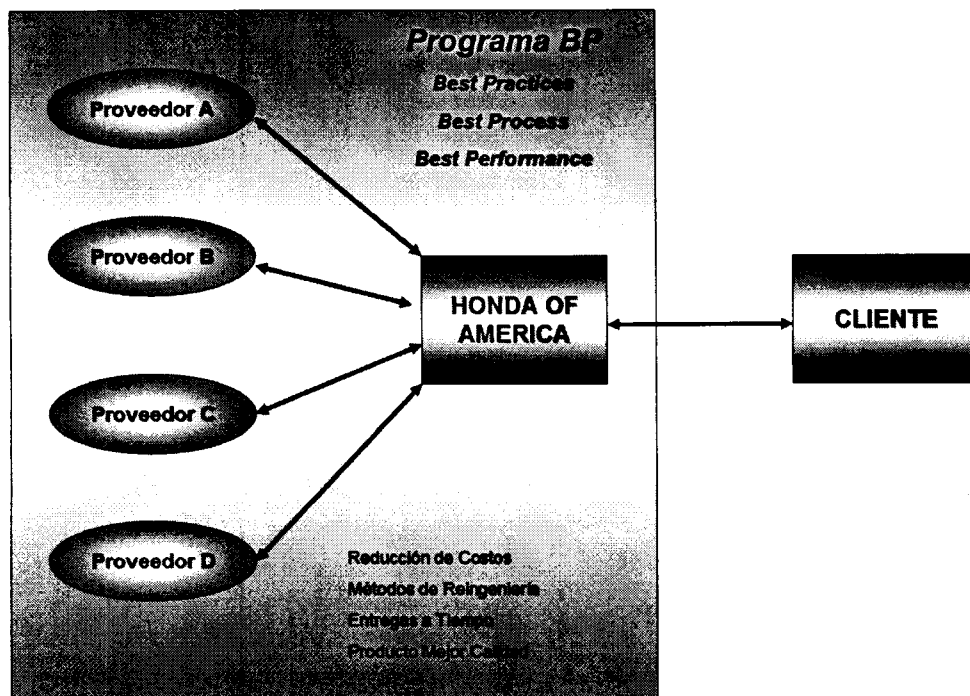 Programa BP
Best Practices
Best Process
Best Performance
Proveedor A
Proveedor B
Proveedor C
Proveedor D
HONDA OF
AMERICA
CLIENTE
Reducción de Costos
Métodos de Reingeniería
Entregas a Tiempo
Producto Mejor Calidad